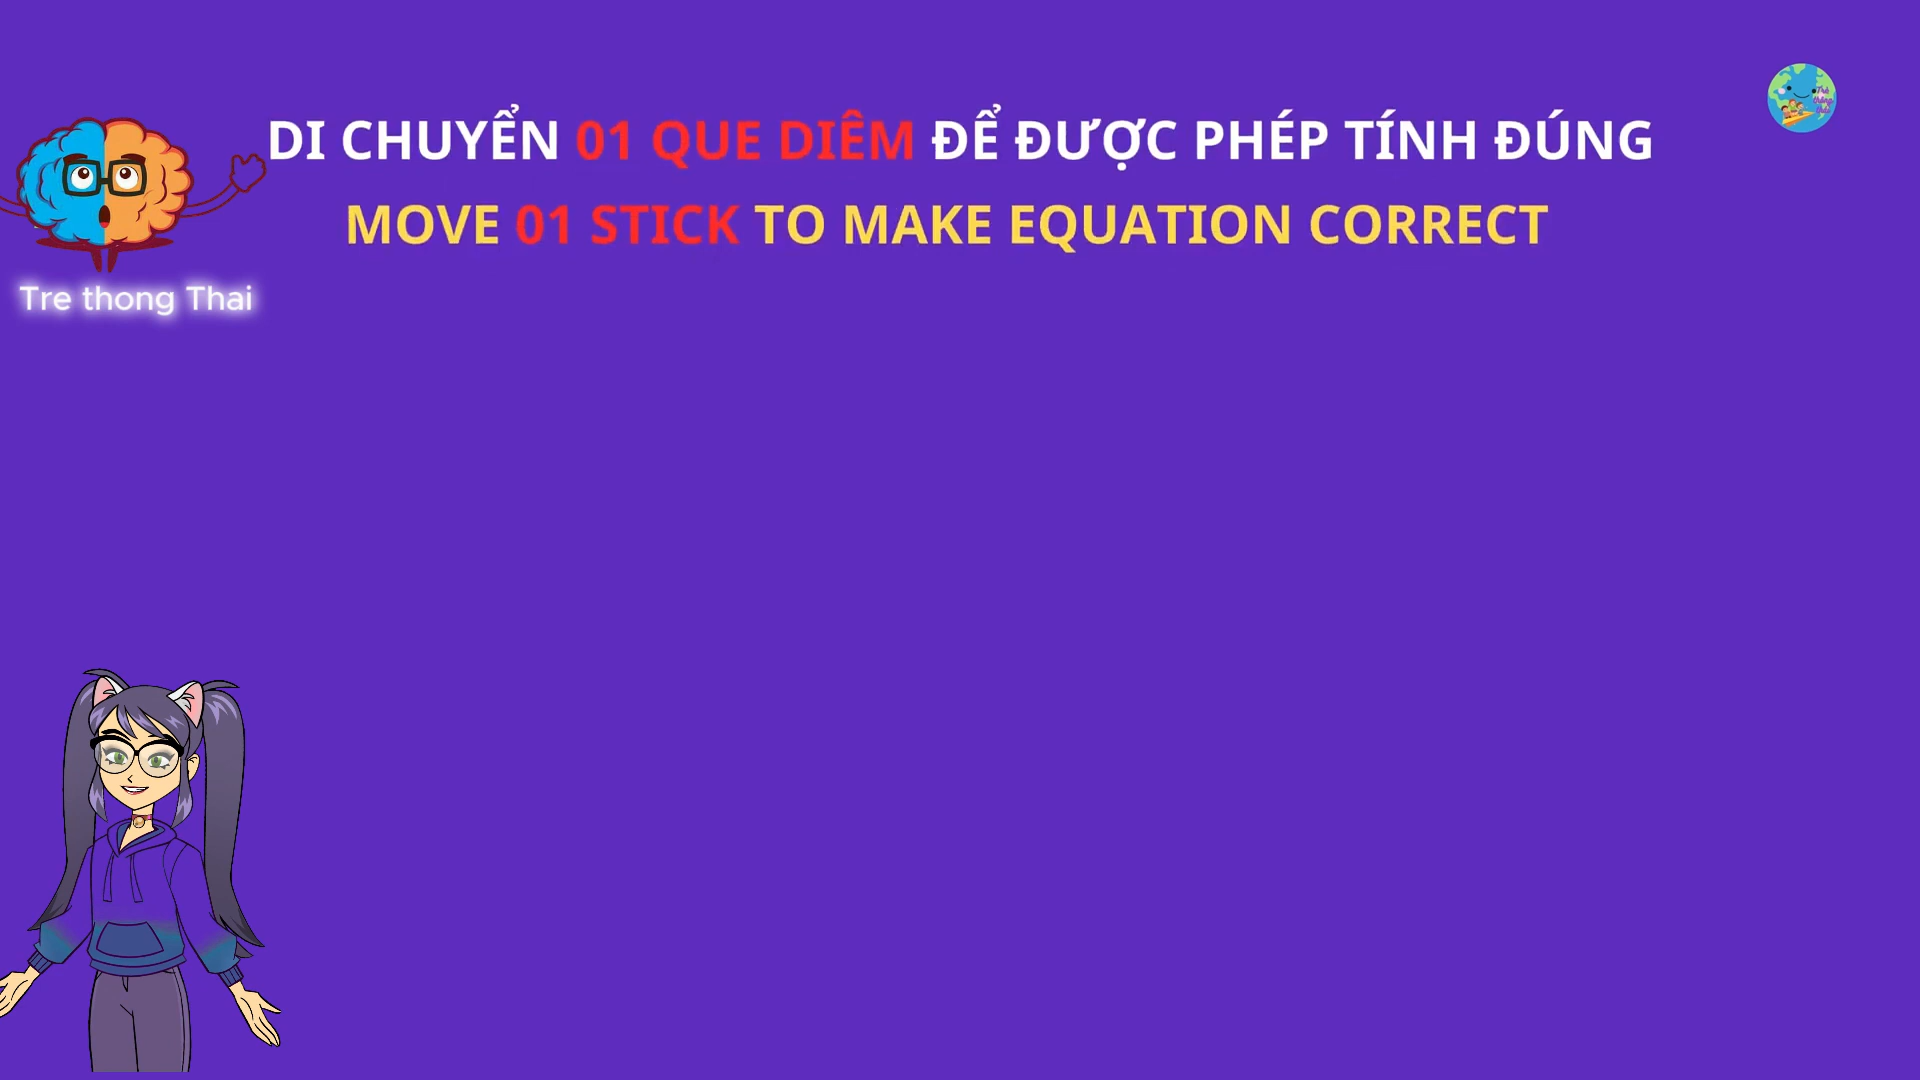 DI CHUYỂN 01 QUE DIÊM ĐỂ ĐƯỢC PHÉP TÍNH ĐÚNG
MOVE 01 STICK TO MAKE EQUATION CORRECT
Tre thong Thai